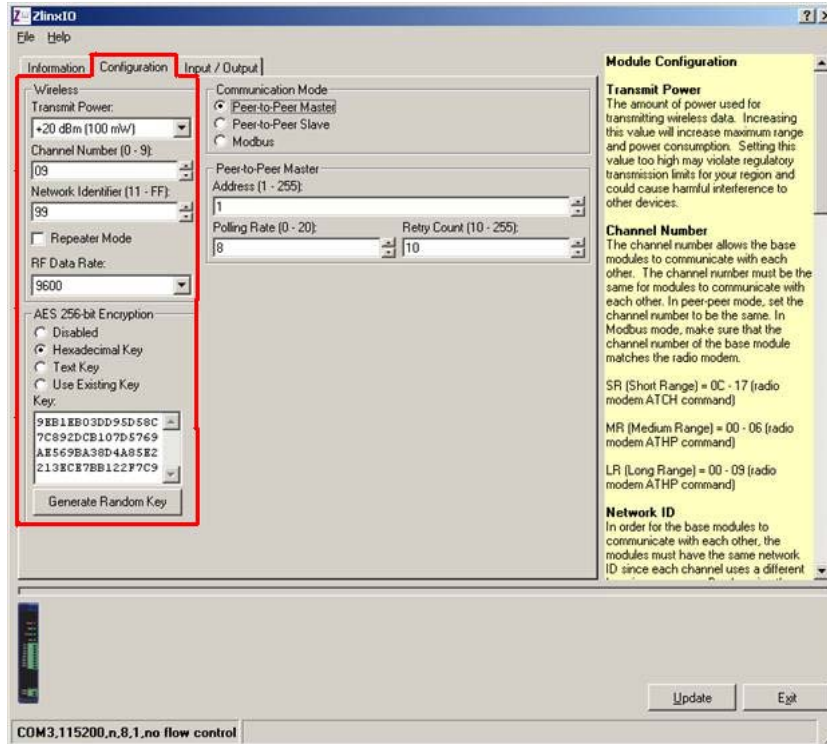 ZlinxIO
File Help
Information Configuration Input / Output
Wireless
Transmit Power:
+20 dBm (100 mW)
Channel Number (0 - 9):
09
Network Identifier (11 - FF):
99
Repeater Mode
RF Data Rate:
9600
AES 256-bit Encryption
Disabled
Hexadecimal Key
Text Key
Use Existing Key
Key:
9EB1EB03DD95D58C
7C892DCB107D5769
AE569BA38D4A85E2
213ECE7BB122F7C9
Generate Random Key
Communication Mode
Peer-to-Peer Master
Peer-to-Peer Slave
Modbus
Peer-to-Peer Master
Address (1 - 255):
1
Polling Rate (0 - 20): Retry Count (10 - 255):
8 10
Module Configuration
Transmit Power
The amount of power used for
transmitting wireless data. Increasing
this value will increase maximum range
and power consumption. Setting this
value too high may violate regulatory
transmission limits for your region and
could cause harmful interference to
other devices.
Channel Number
The channel number allows the base
modules to communicate with each
other. The channel number must be the
same for modules to communicate with
each other. In peer-peer mode, set the
channel number to be the same. In
Modbus mode, make sure that the
channel number of the base module
matches the radio modem.
SR (Short Range) = 0C - 17 (radio
modem ATCH command)
MR (Medium Range) = 00 - 06 (radio
modem ATHP command)
LR (Long Range) = 00 - 09 (radio
modem ATHP command)
Network ID
In order for the base modules to
communicate with each other, the
modules must have the same network
ID since each channel uses a different
Update Exit
COM3,115200,n,8,1,no flow control